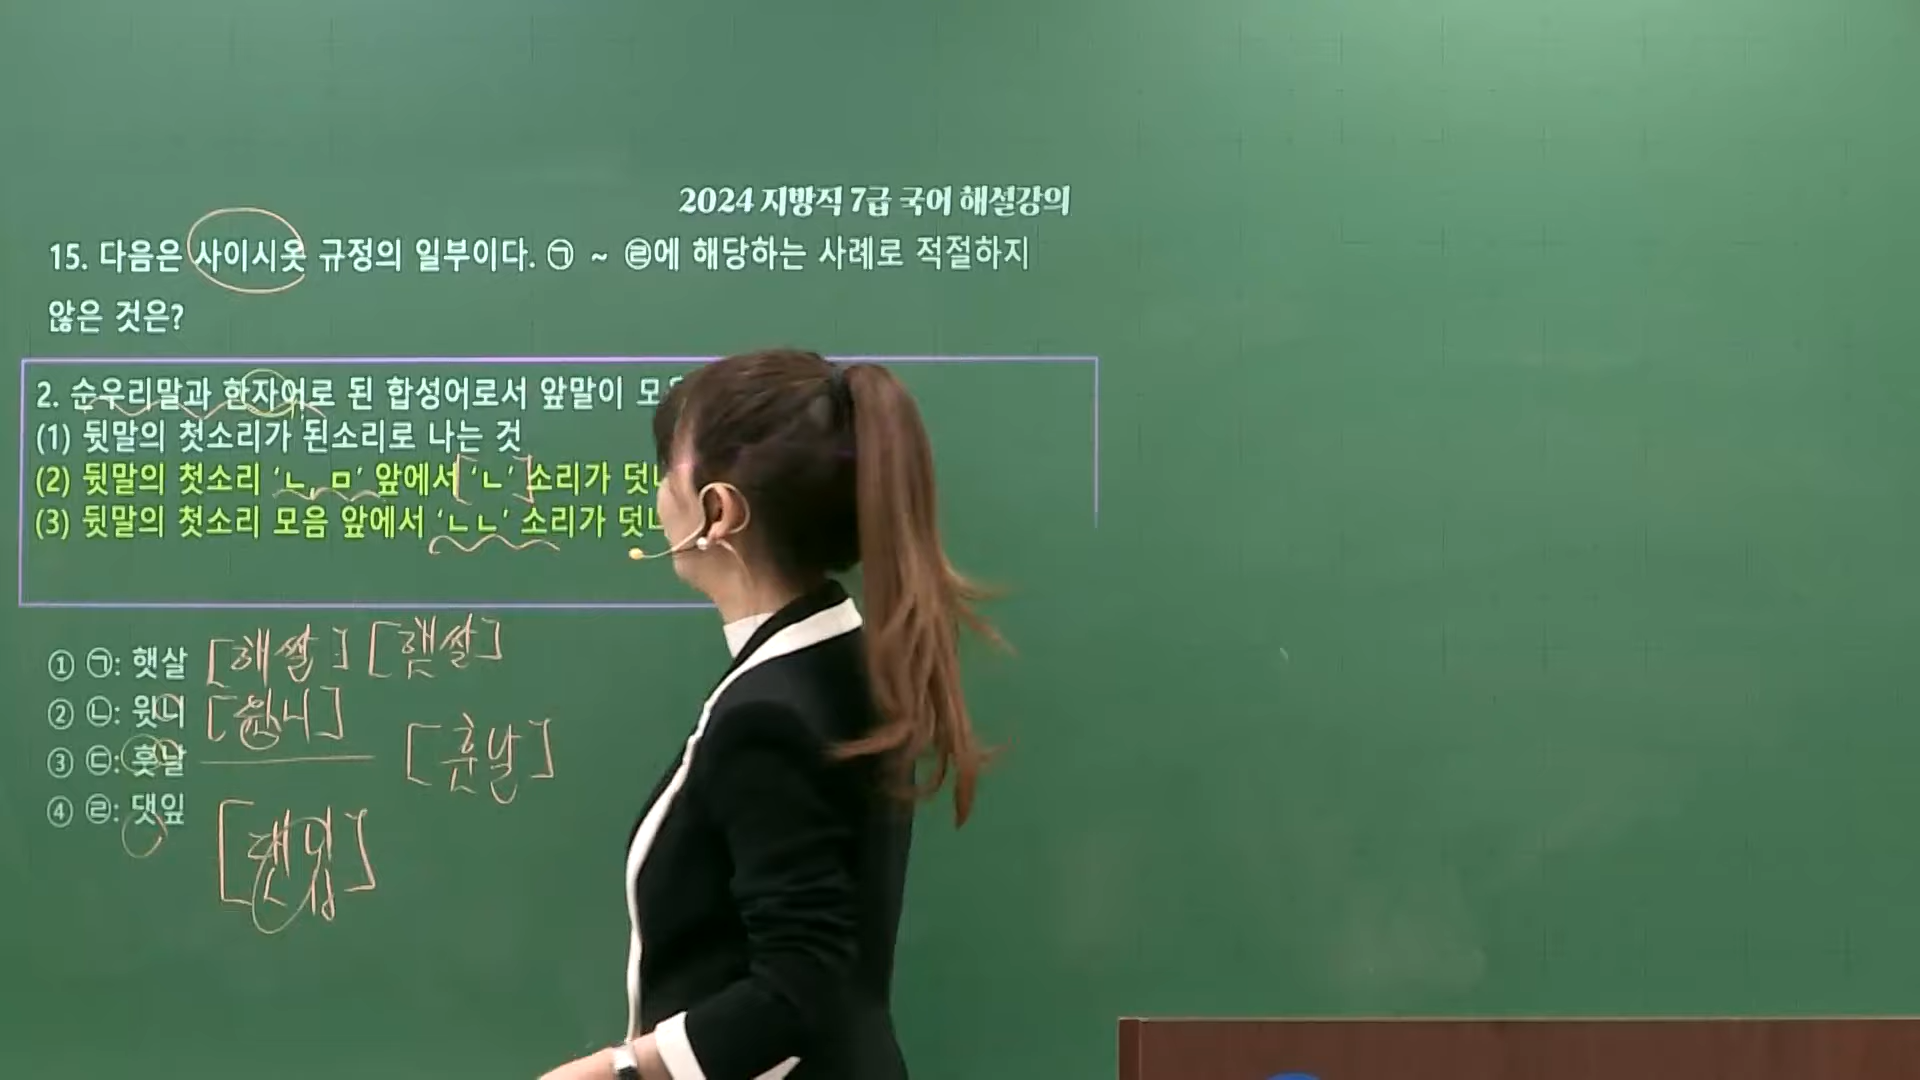 2024 지방직 7급 국어 해설강의
15. 다음은 사이시옷 규정의 일부이다. ㉠ ~ ㉣에 해당하는 사례로 적절하지
않은 것은?
2. 순우리말과 한자어로 된 합성어로서 앞말이
(1) 뒷말의 첫소리가 된소리로 나는 것
(2) 뒷말의 첫소리 ‘ㄴ, ㅁ’ 앞에서 ‘ㄴ’ 소리가
(3) 뒷말의 첫소리 모음 앞에서 ‘ㄴㄴ’ 소리가
① ㉠: 햇살 [해쌀] [핻쌀]
② ㉡: 윗니 [윈니]
③ ㉢: 훗날 [훈날]
④ ㉣: 댓잎
[댄닙]